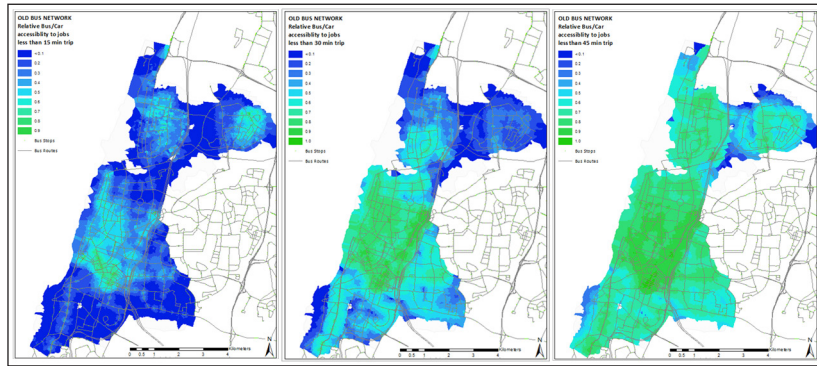 OLD BUS NETWORK
Relative Bus/Car
accessiblity to jobs
less than 15 min trip
<0.1
0.2
0.3
0.4
0.5
0.6
0.7
0.8
0.9
Bus Stops
Bus Routes
0 0.5 1 2 3 4
Kilometers
N
OLD BUS NETWORK
Relative Bus/Car
accessiblity to jobs
less than 30 min trip
<0.1
0.2
0.3
0.4
0.5
0.6
0.7
0.8
0.9
1.0
Bus Stops
Bus Routes
0 0.5 1 2 3 4
Kilometers
N
OLD BUS NETWORK
Relative Bus/Car
accessiblity to jobs
less than 45 min trip
<0.1
0.2
0.3
0.4
0.5
0.6
0.7
0.8
0.9
1.0
Bus Stops
Bus Routes
0 0.5 1 2 3 4
Kilometers
N